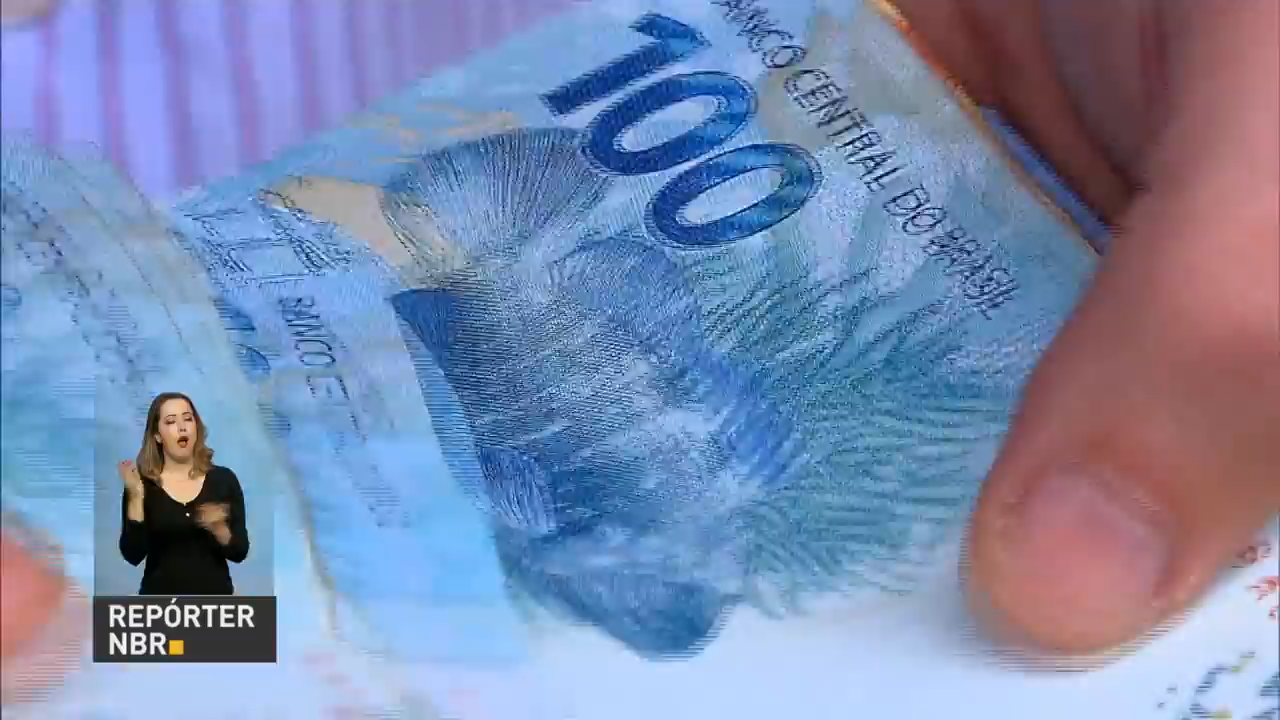 100
BANCO CENTRAL DO BRASIL
BANCO
REPÓRTER
NBR